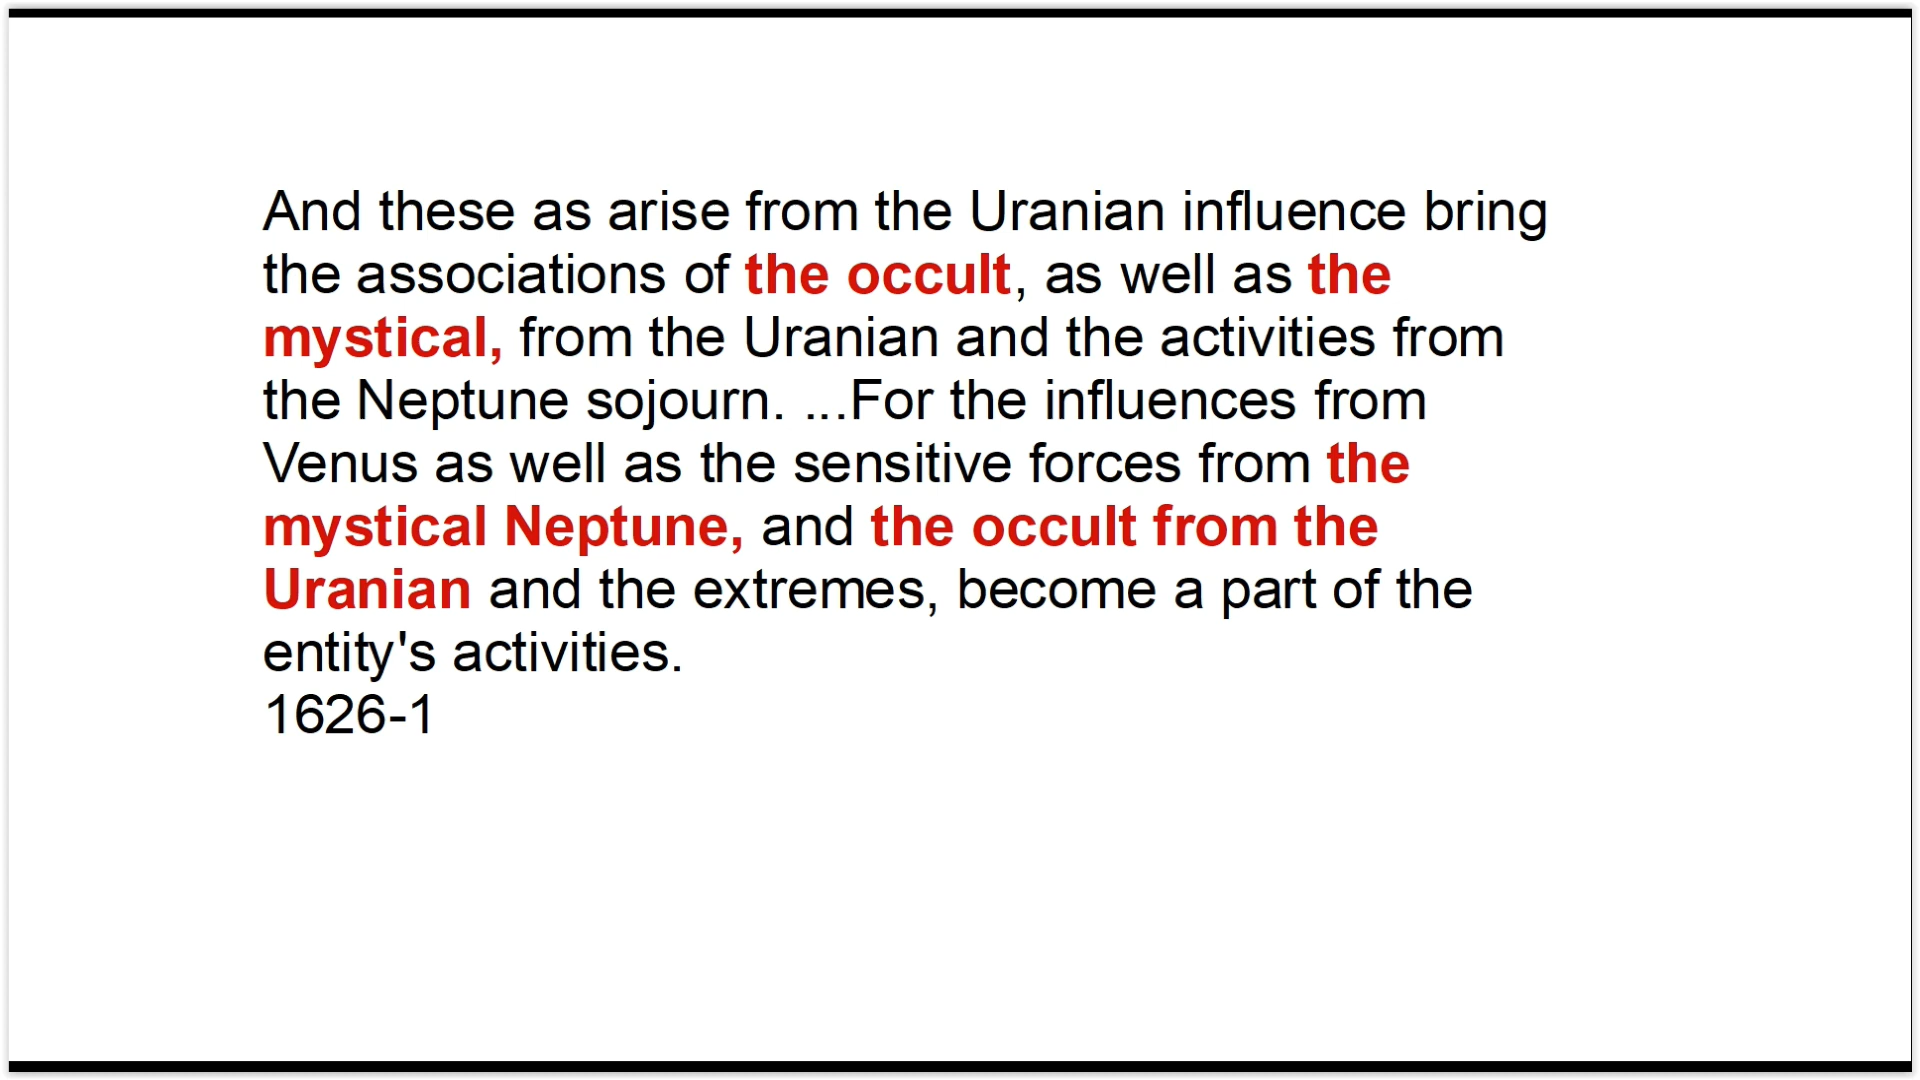 And these as arise from the Uranian influence bring
the associations of the occult, as well as the
mystical, from the Uranian and the activities from
the Neptune sojourn. ...For the influences from
Venus as well as the sensitive forces from the
mystical Neptune, and the occult from the
Uranian and the extremes, become a part of the
entity's activities.
1626-1